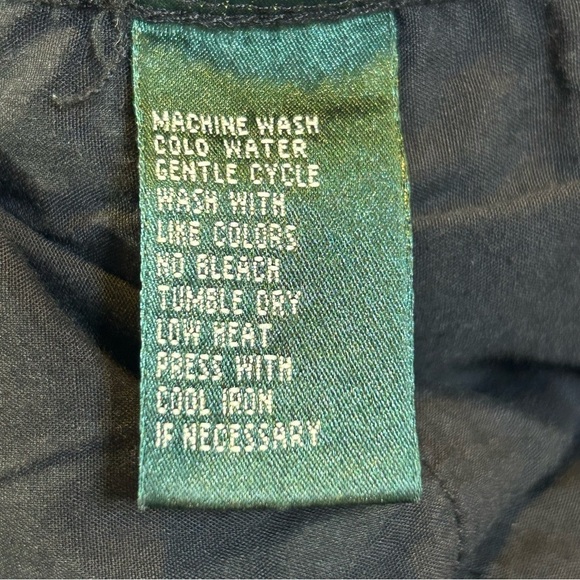 MACHINE WASH
COLD WATER
GENTLE CYCLE
WASH WITH
LIKE COLORS
NO BLEACH
TUMBLE DRY
LOW HEAT
PRESS WITH
COOL IRON
IF NECESSARY